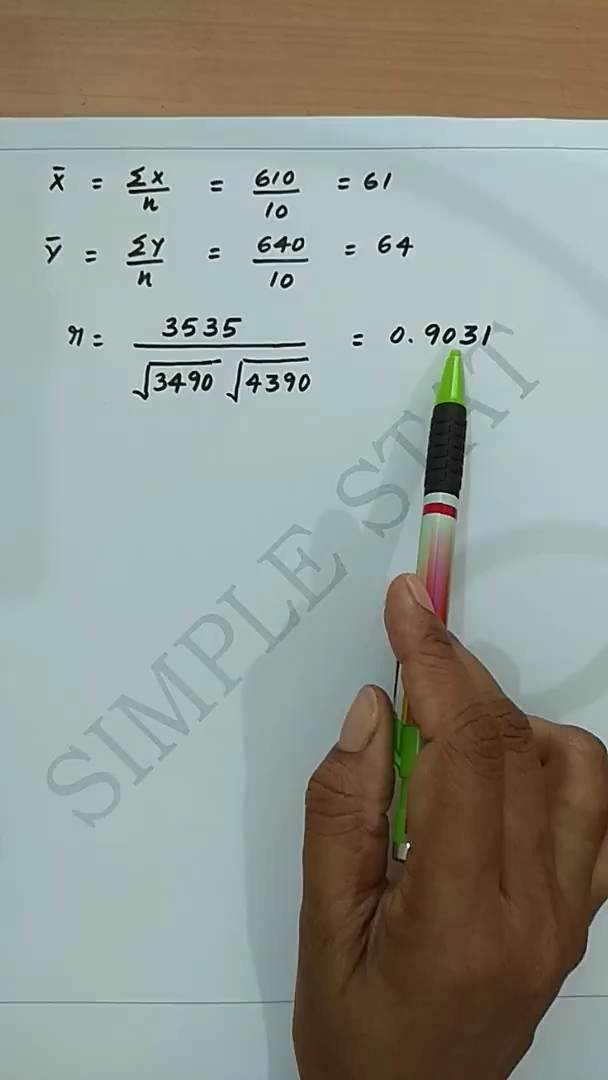 X̄ = ΣX/n = 610/10 = 61
Ȳ = ΣY/n = 640/10 = 64
r = 3535/√3490 √4390 = 0.9031
SIMPLE STAT